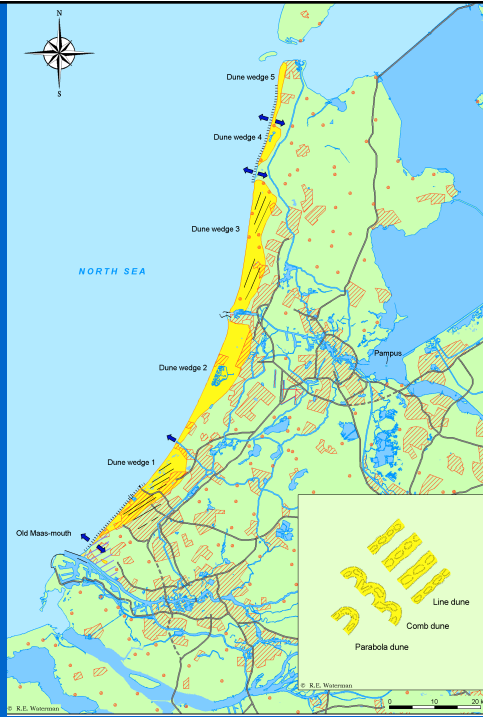 N
S
Dune wedge 5
Dune wedge 4
Dune wedge 3
NORTH SEA
Pampus
Dune wedge 2
Dune wedge 1
Old Maas-mouth
Line dune
Comb dune
Parabola dune
© R.E. Waterman
© R.E. Waterman
0 10 20 k